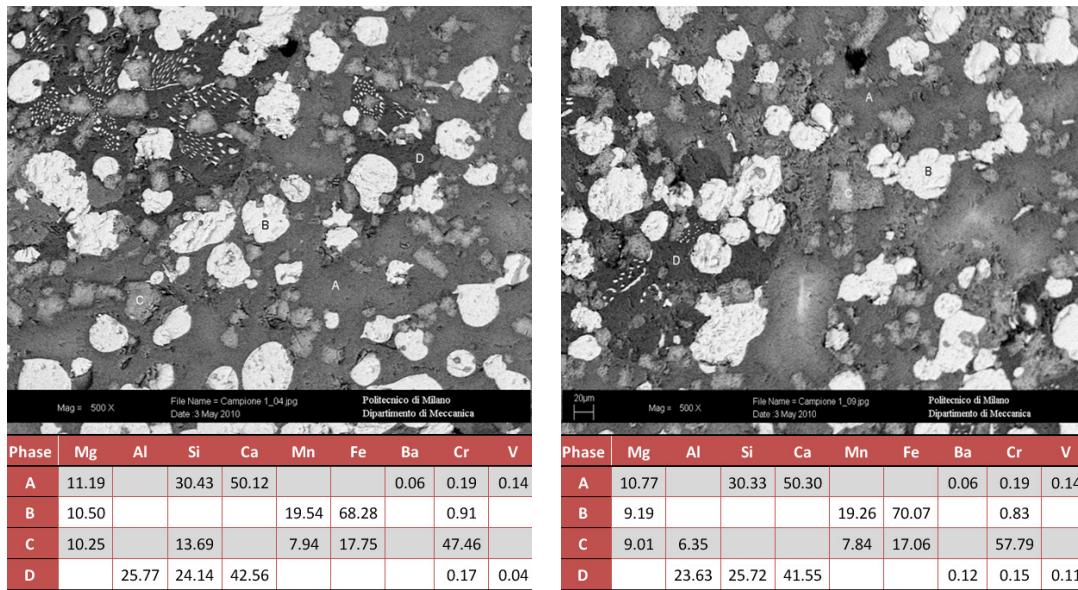 D
B
A
C
Mag = 500 X
File Name = Campione 1_04.jpg
Date :3 May 2010
Politecnico di Milano
Dipartimento di Meccanica
Phase Mg Al Si Ca Mn Fe Ba Cr V
A 11.19 30.43 50.12 0.06 0.19 0.14
B 10.50 19.54 68.28 0.91
C 10.25 13.69 7.94 17.75 47.46
D 25.77 24.14 42.56 0.17 0.04
A
B
C
D
20µm
Mag = 500 X
File Name = Campione 1_09.jpg
Date :3 May 2010
Politecnico di Milano
Dipartimento di Meccanica
Phase Mg Al Si Ca Mn Fe Ba Cr V
A 10.77 30.33 50.30 0.06 0.19 0.14
B 9.19 19.26 70.07 0.83
C 9.01 6.35 7.84 17.06 57.79
D 23.63 25.72 41.55 0.12 0.15 0.11